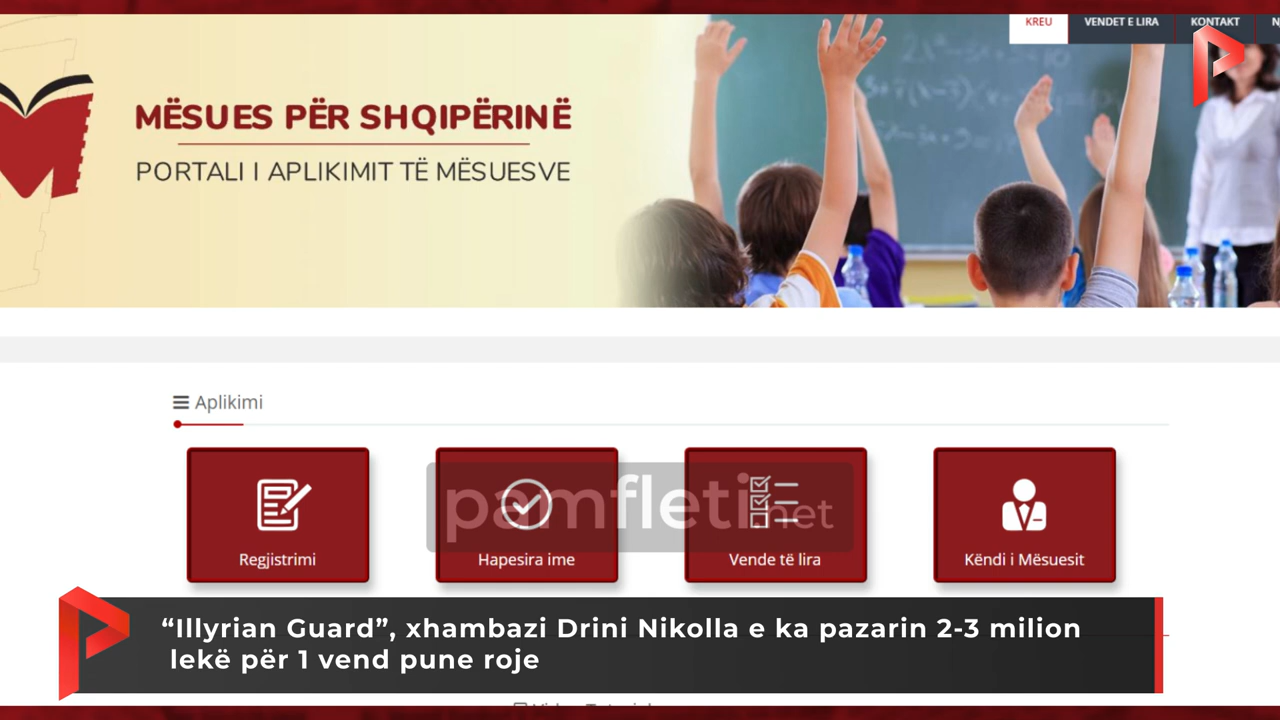 KREU
VENDET E LIRA
KONTAKT
MËSUES PËR SHQIPËRINË
PORTALI I APLIKIMIT TË MËSUESVE
Aplikimi
pamfleti.net
Regjistrimi
Hapesira ime
Vende të lira
Këndi i Mësuesit
“Illyrian Guard”, xhambazi Drini Nikolla e ka pazarin 2-3 milion
lekë për 1 vend pune roje